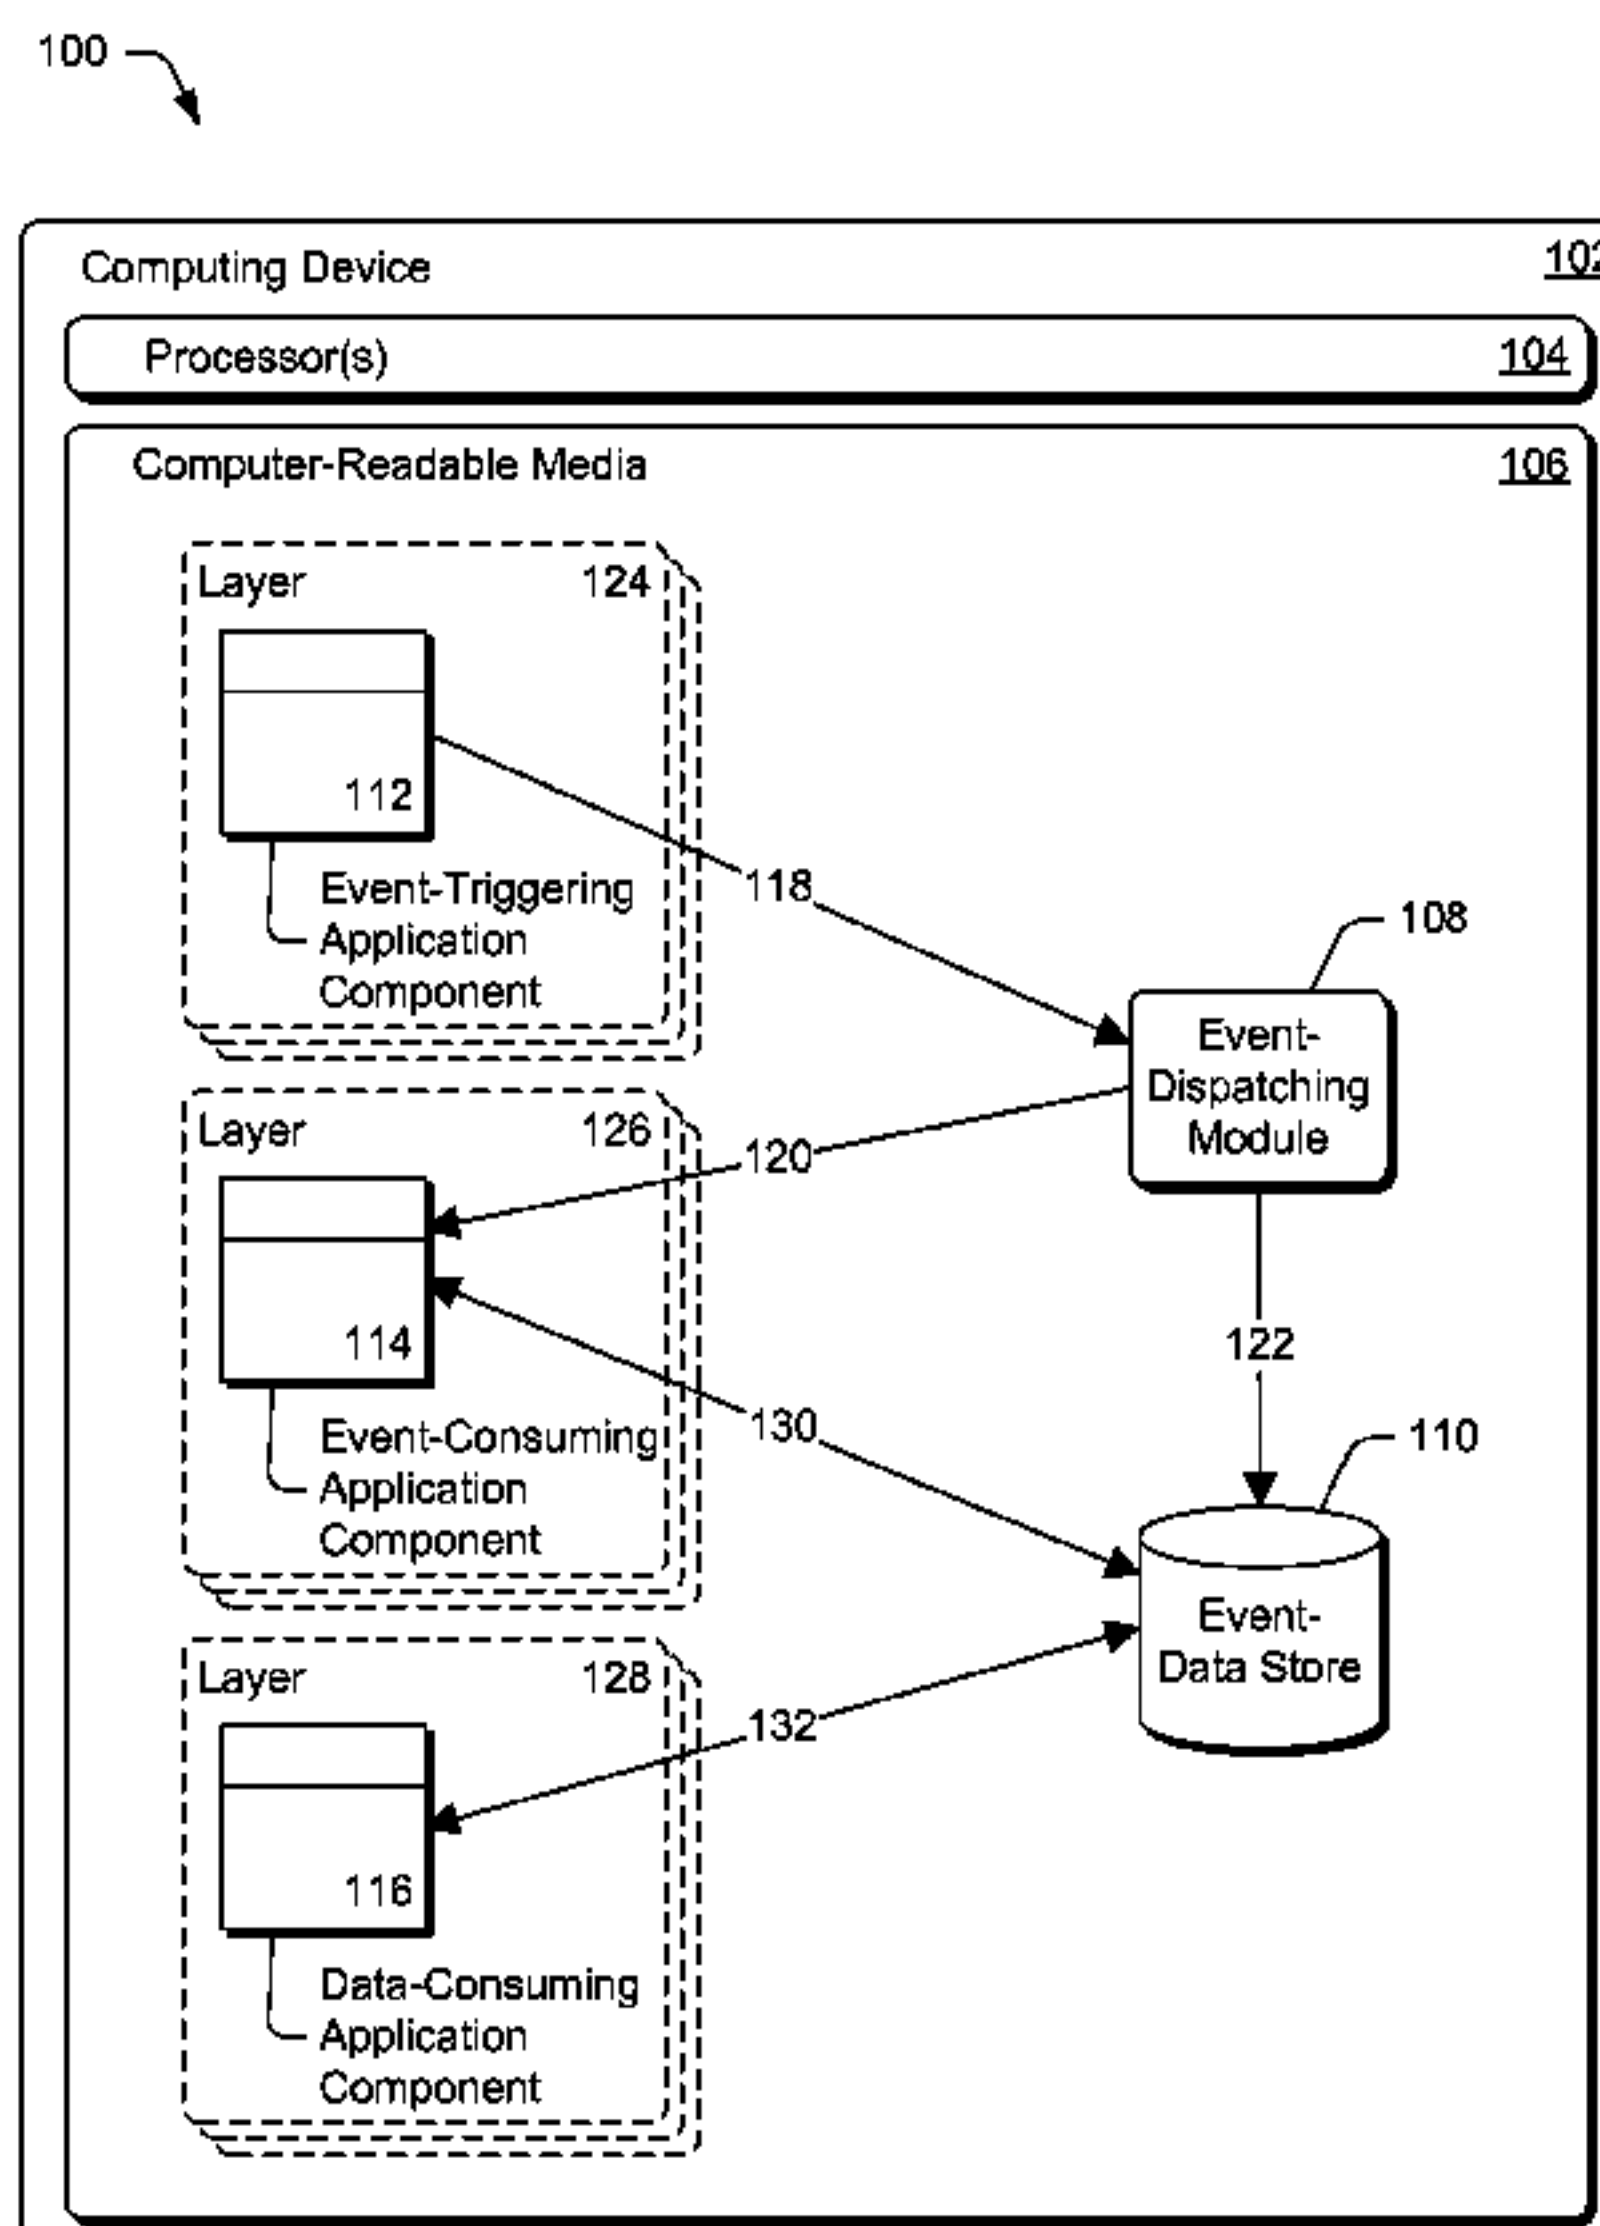 100
Computing Device 102
Processor(s) 104
Computer-Readable Media 106
Layer 124
112
Event-Triggering
Application
Component
118
108
Event-
Dispatching
Module
Layer 126
120
114
122
Event-Consuming
Application
Component
130
110
Event-
Data Store
Layer 128
132
116
Data-Consuming
Application
Component